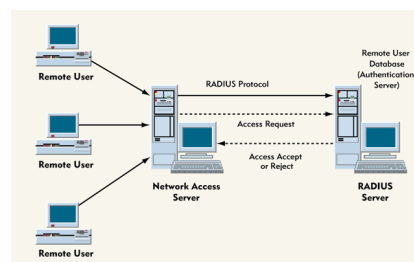 Remote User
Remote User
Remote User
RADIUS Protocol
Access Request
Access Accept
or Reject
Network Access
Server
Remote User
Database
(Authentication
Server)
RADIUS
Server